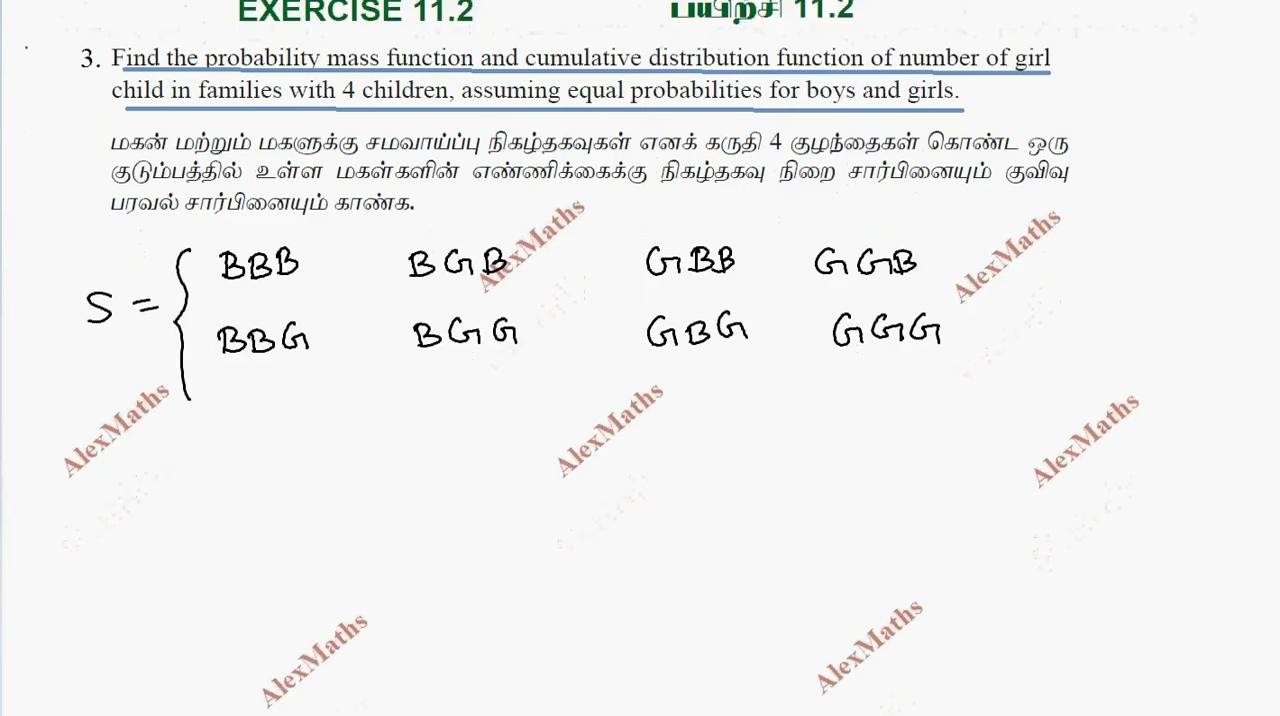 EXERCISE 11.2 பயிற்சி 11.2
3. Find the probability mass function and cumulative distribution function of number of girl
child in families with 4 children, assuming equal probabilities for boys and girls.
மகன் மற்றும் மகளுக்கு சமவாய்ப்பு நிகழ்தகவுகள் எனக் கருதி 4 குழந்தைகள் கொண்ட ஒரு
குடும்பத்தில் உள்ள மகள்களின் எண்ணிக்கைக்கு நிகழ்தகவு நிறை சார்பினையும் குவிவு
பரவல் சார்பினையும் காண்க.
AlexMaths AlexMaths
BBB BGB GBB GGB
S = {
BBG BGG GBG GGG
AlexMaths AlexMaths AlexMaths
AlexMaths AlexMaths